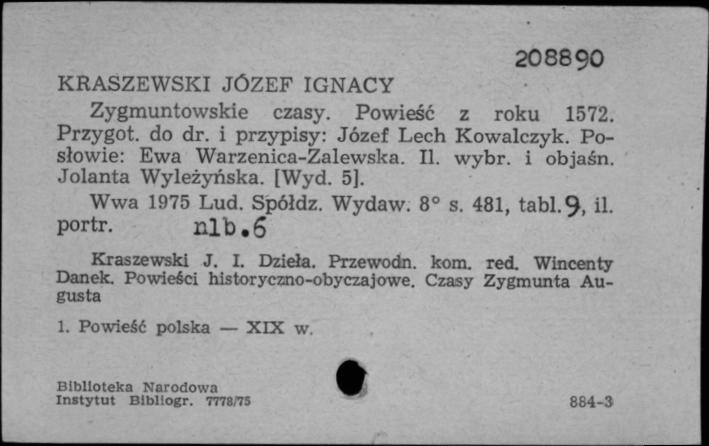 208890
KRASZEWSKI JÓZEF IGNACY
Zygmuntowskie czasy. Powieść z roku 1572.
Przygot. do dr. i przypisy: Józef Lech Kowalczyk. Po-
słowie: Ewa Warzenica-Zalewska. Il. wybr. i objaśn.
Jolanta Wyleżyńska. [Wyd. 5].
Wwa 1975 Lud. Spółdz. Wydaw. 8° s. 481, tabl. 9, il.
portr. nlb. 6
Kraszewski J. I. Dzieła. Przewodn. kom. red. Wincenty
Danek. Powieści historyczno-obyczajowe. Czasy Zygmunta Au-
gusta
1. Powieść polska — XIX w.
Biblioteka Narodowa
Instytut Bibliogr. 7778/75 884-3